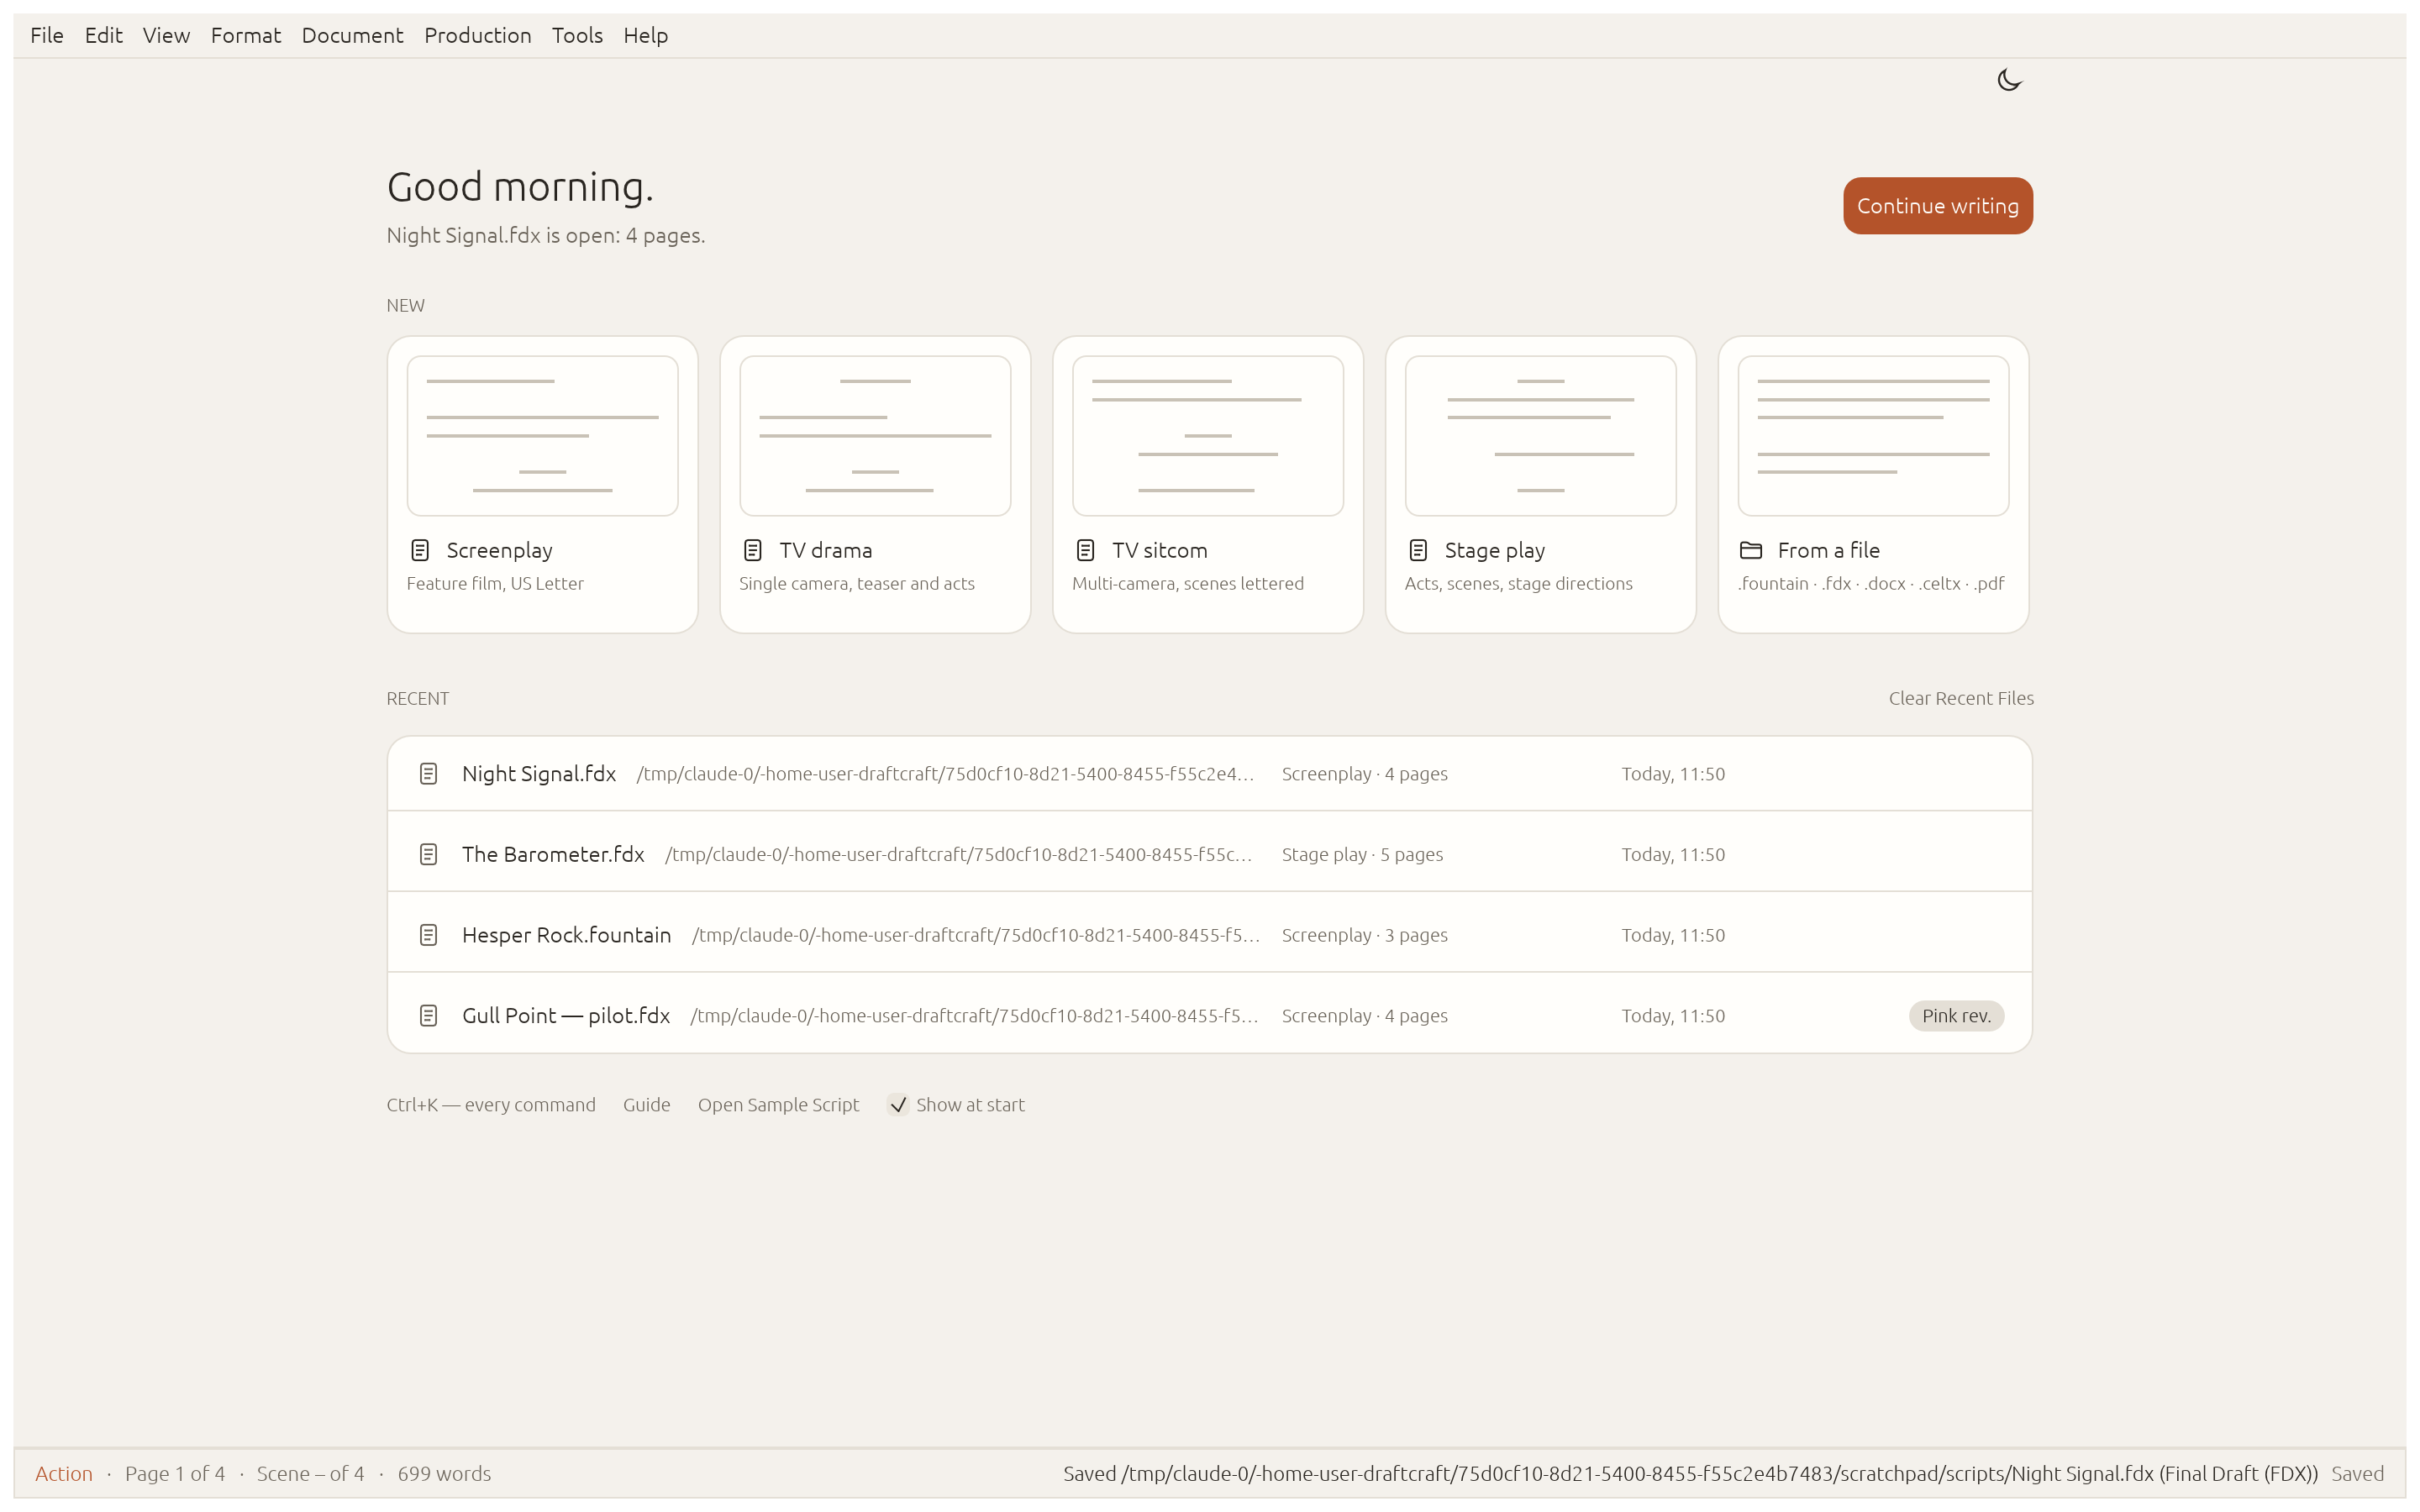 File Edit View Format Document Production Tools Help
Good morning.
Continue writing
Night Signal.fdx is open: 4 pages.
NEW
Screenplay
Feature film, US Letter
TV drama
Single camera, teaser and acts
TV sitcom
Multi-camera, scenes lettered
Stage play
Acts, scenes, stage directions
From a file
.fountain · .fdx · .docx · .celtx · .pdf
RECENT Clear Recent Files
Night Signal.fdx /tmp/claude-0/-home-user-draftcraft/75d0cf10-8d21-5400-8455-f55c2e4… Screenplay · 4 pages Today, 11:50
The Barometer.fdx /tmp/claude-0/-home-user-draftcraft/75d0cf10-8d21-5400-8455-f55c… Stage play · 5 pages Today, 11:50
Hesper Rock.fountain /tmp/claude-0/-home-user-draftcraft/75d0cf10-8d21-5400-8455-f5… Screenplay · 3 pages Today, 11:50
Gull Point — pilot.fdx /tmp/claude-0/-home-user-draftcraft/75d0cf10-8d21-5400-8455-f5… Screenplay · 4 pages Today, 11:50 Pink rev.
Ctrl+K — every command Guide Open Sample Script Show at start
Action · Page 1 of 4 · Scene – of 4 · 699 words Saved /tmp/claude-0/-home-user-draftcraft/75d0cf10-8d21-5400-8455-f55c2e4b7483/scratchpad/scripts/Night Signal.fdx (Final Draft (FDX)) Saved